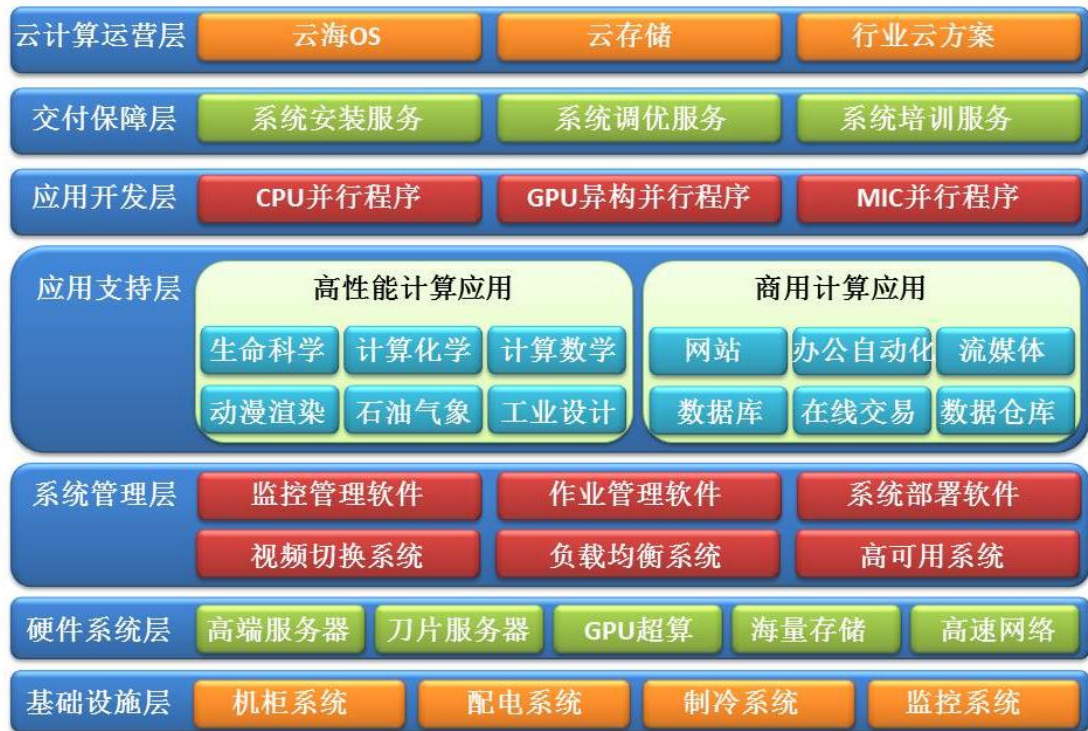 云计算运营层 云海OS 云存储 行业云方案
交付保障层 系统安装服务 系统调优服务 系统培训服务
应用开发层 CPU并行程序 GPU异构并行程序 MIC并行程序
应用支持层 高性能计算应用 商用计算应用
生命科学 计算化学 计算数学 网站 办公自动化 流媒体
动漫渲染 石油气象 工业设计 数据库 在线交易 数据仓库
系统管理层 监控管理软件 作业管理软件 系统部署软件
视频切换系统 负载均衡系统 高可用系统
硬件系统层 高端服务器 刀片服务器 GPU超算 海量存储 高速网络
基础设施层 机柜系统 配电系统 制冷系统 监控系统